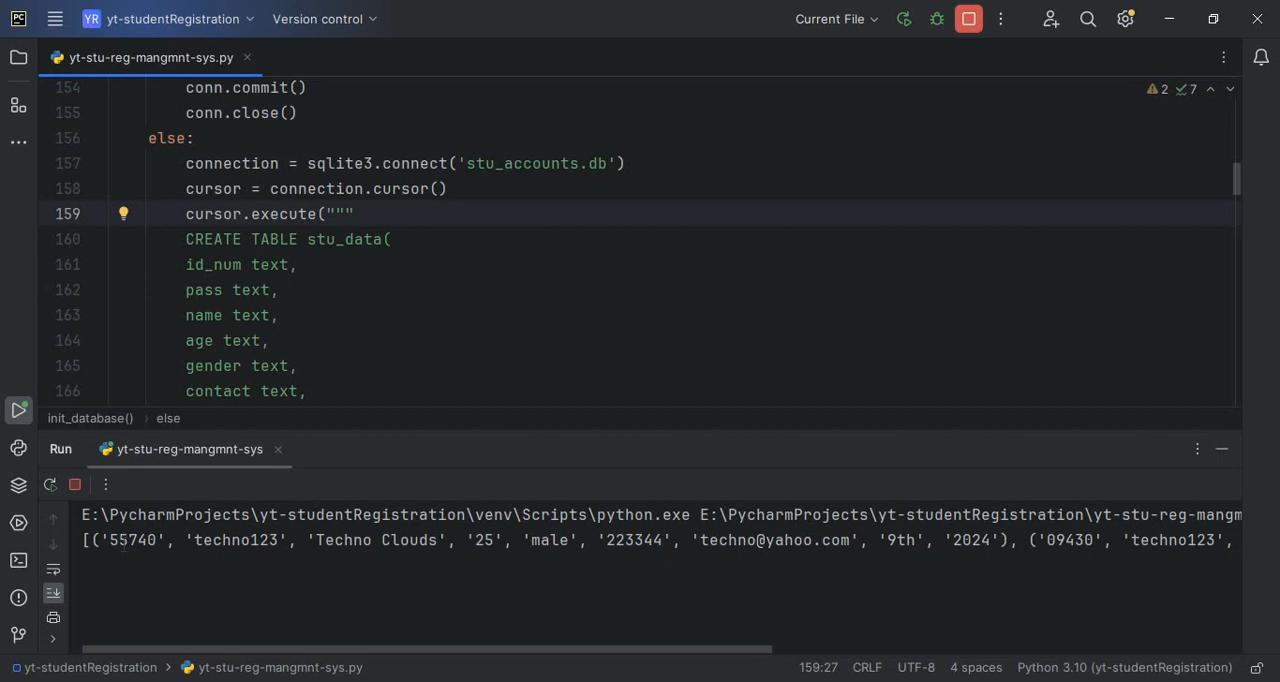 PC YR yt-studentRegistration Version control Current File
yt-stu-reg-mangmnt-sys.py
154 conn.commit() 2 7
155 conn.close()
156 else:
157 connection = sqlite3.connect('stu_accounts.db')
158 cursor = connection.cursor()
159 cursor.execute("""
160 CREATE TABLE stu_data(
161 id_num text,
162 pass text,
163 name text,
164 age text,
165 gender text,
166 contact text,
init_database() › else
Run yt-stu-reg-mangmnt-sys
E:\PycharmProjects\yt-studentRegistration\venv\Scripts\python.exe E:\PycharmProjects\yt-studentRegistration\yt-stu-reg-mangm
[('55740', 'techno123', 'Techno Clouds', '25', 'male', '223344', 'techno@yahoo.com', '9th', '2024'), ('09430', 'techno123',
yt-studentRegistration › yt-stu-reg-mangmnt-sys.py 159:27 CRLF UTF-8 4 spaces Python 3.10 (yt-studentRegistration)